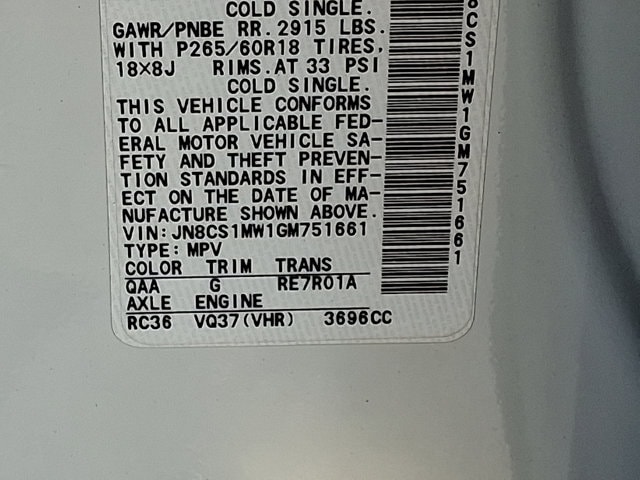 COLD SINGLE.
GAWR/PNBE RR. 2915 LBS.
WITH P265/60R18 TIRES,
18X8J RIMS. AT 33 PSI
COLD SINGLE.
THIS VEHICLE CONFORMS
TO ALL APPLICABLE FED-
ERAL MOTOR VEHICLE SA-
FETY AND THEFT PREVEN-
TION STANDARDS IN EFF-
ECT ON THE DATE OF MA-
NUFACTURE SHOWN ABOVE.
VIN: JN8CS1MW1GM751661
TYPE: MPV
COLOR TRIM TRANS
QAA G RE7R01A
AXLE ENGINE
RC36 VQ37(VHR) 3696CC
8CS1MW1GM751661